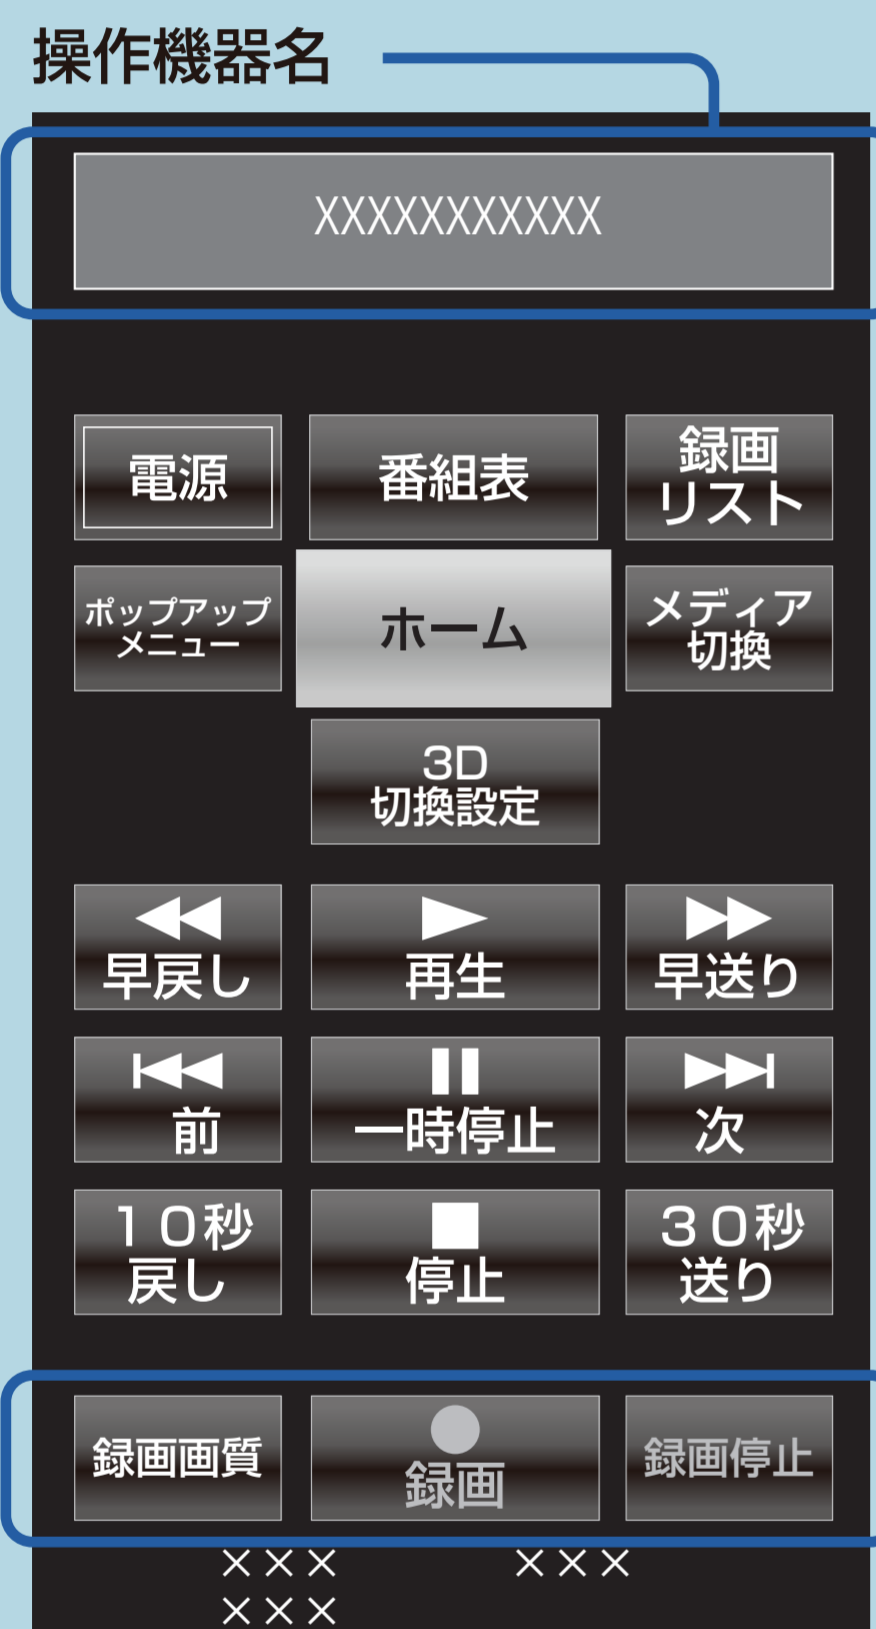 操作機器名
XXXXXXXXXXX
電源
番組表
録画
リスト
ポップアップ
メニュー
ホーム
メディア
切換
3D
切換設定
早戻し
再生
早送り
前
一時停止
次
10秒
戻し
停止
30秒
送り
録画画質
録画
録画停止
××× ×××
×××